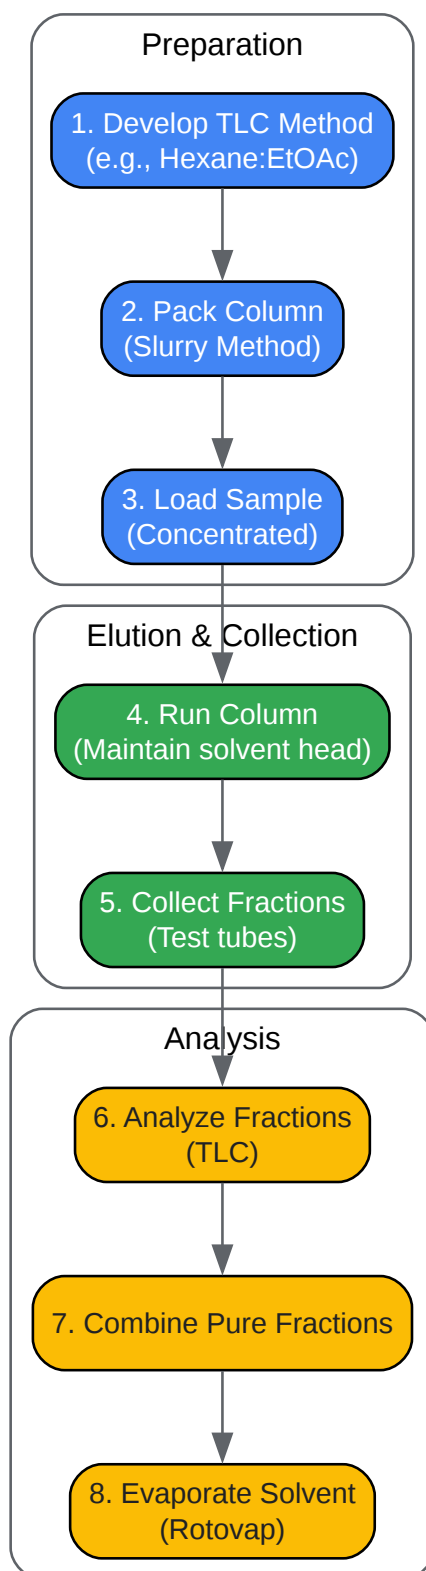 Preparation
1. Develop TLC Method
(e.g., Hexane:EtOAc)
2. Pack Column
(Slurry Method)
3. Load Sample
(Concentrated)
Elution & Collection
4. Run Column
(Maintain solvent head)
5. Collect Fractions
(Test tubes)
Analysis
6. Analyze Fractions
(TLC)
7. Combine Pure Fractions
8. Evaporate Solvent
(Rotovap)